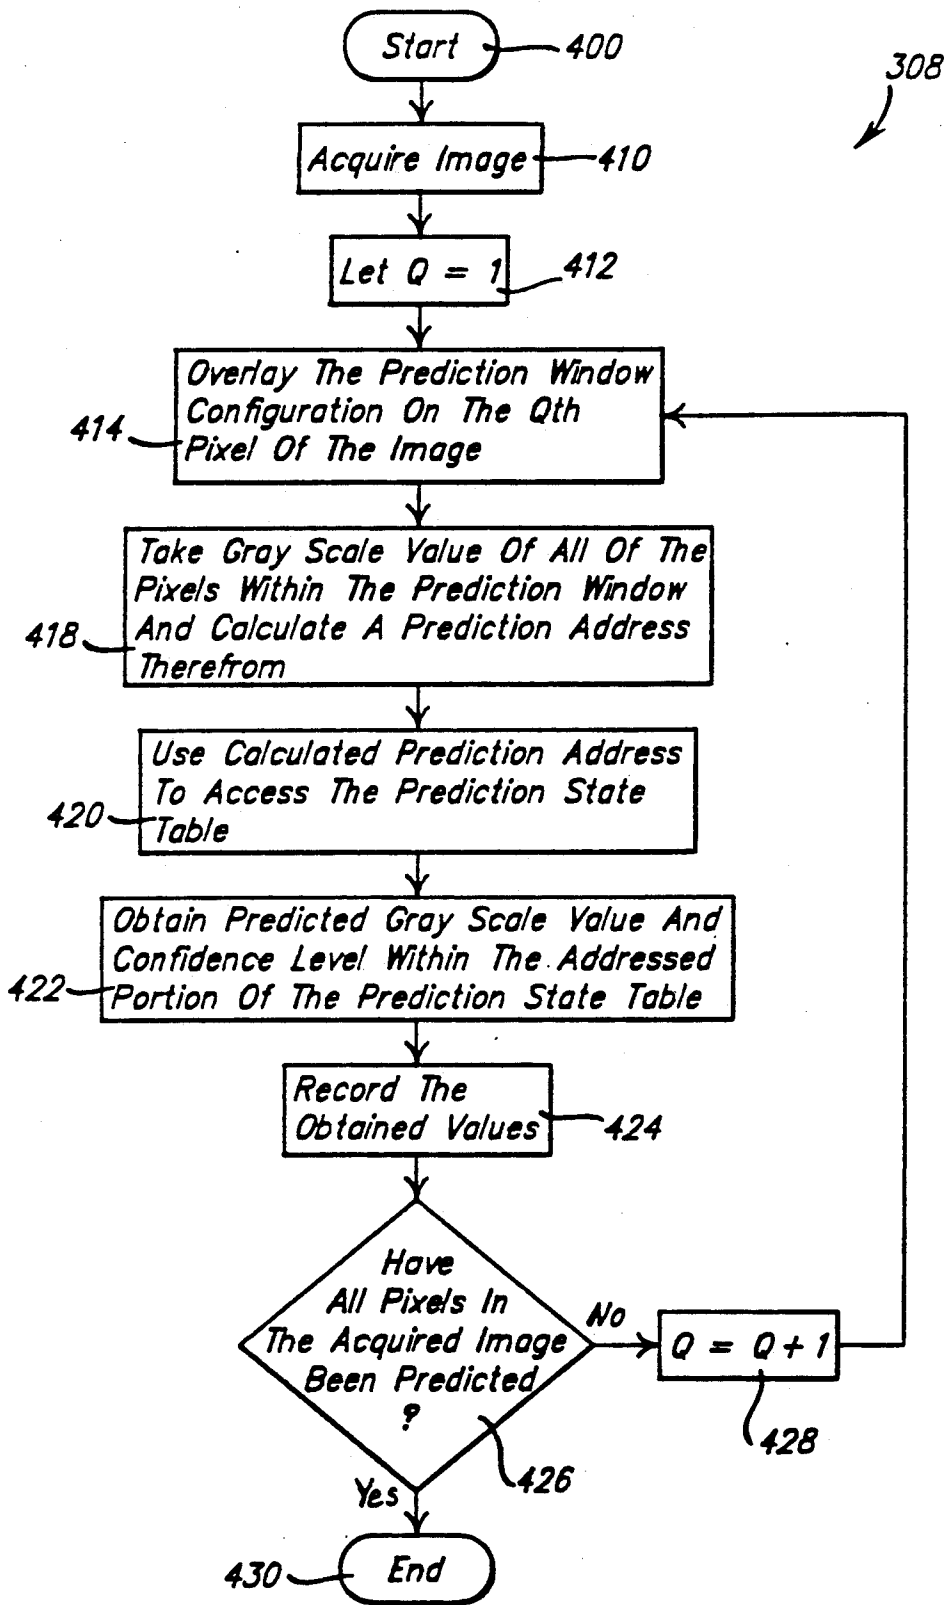 Start
400
308
Acquire Image
410
Let Q = 1
412
Overlay The Prediction Window
Configuration On The Qth
Pixel Of The Image
414
Take Gray Scale Value Of All Of The
Pixels Within The Prediction Window
And Calculate A Prediction Address
Therefrom
418
Use Calculated Prediction Address
To Access The Prediction State
Table
420
Obtain Predicted Gray Scale Value And
Confidence Level Within The Addressed
Portion Of The Prediction State Table
422
Record The
Obtained Values
424
Have
All Pixels In
The Acquired Image
Been Predicted
?
426
No
Q = Q + 1
428
Yes
End
430